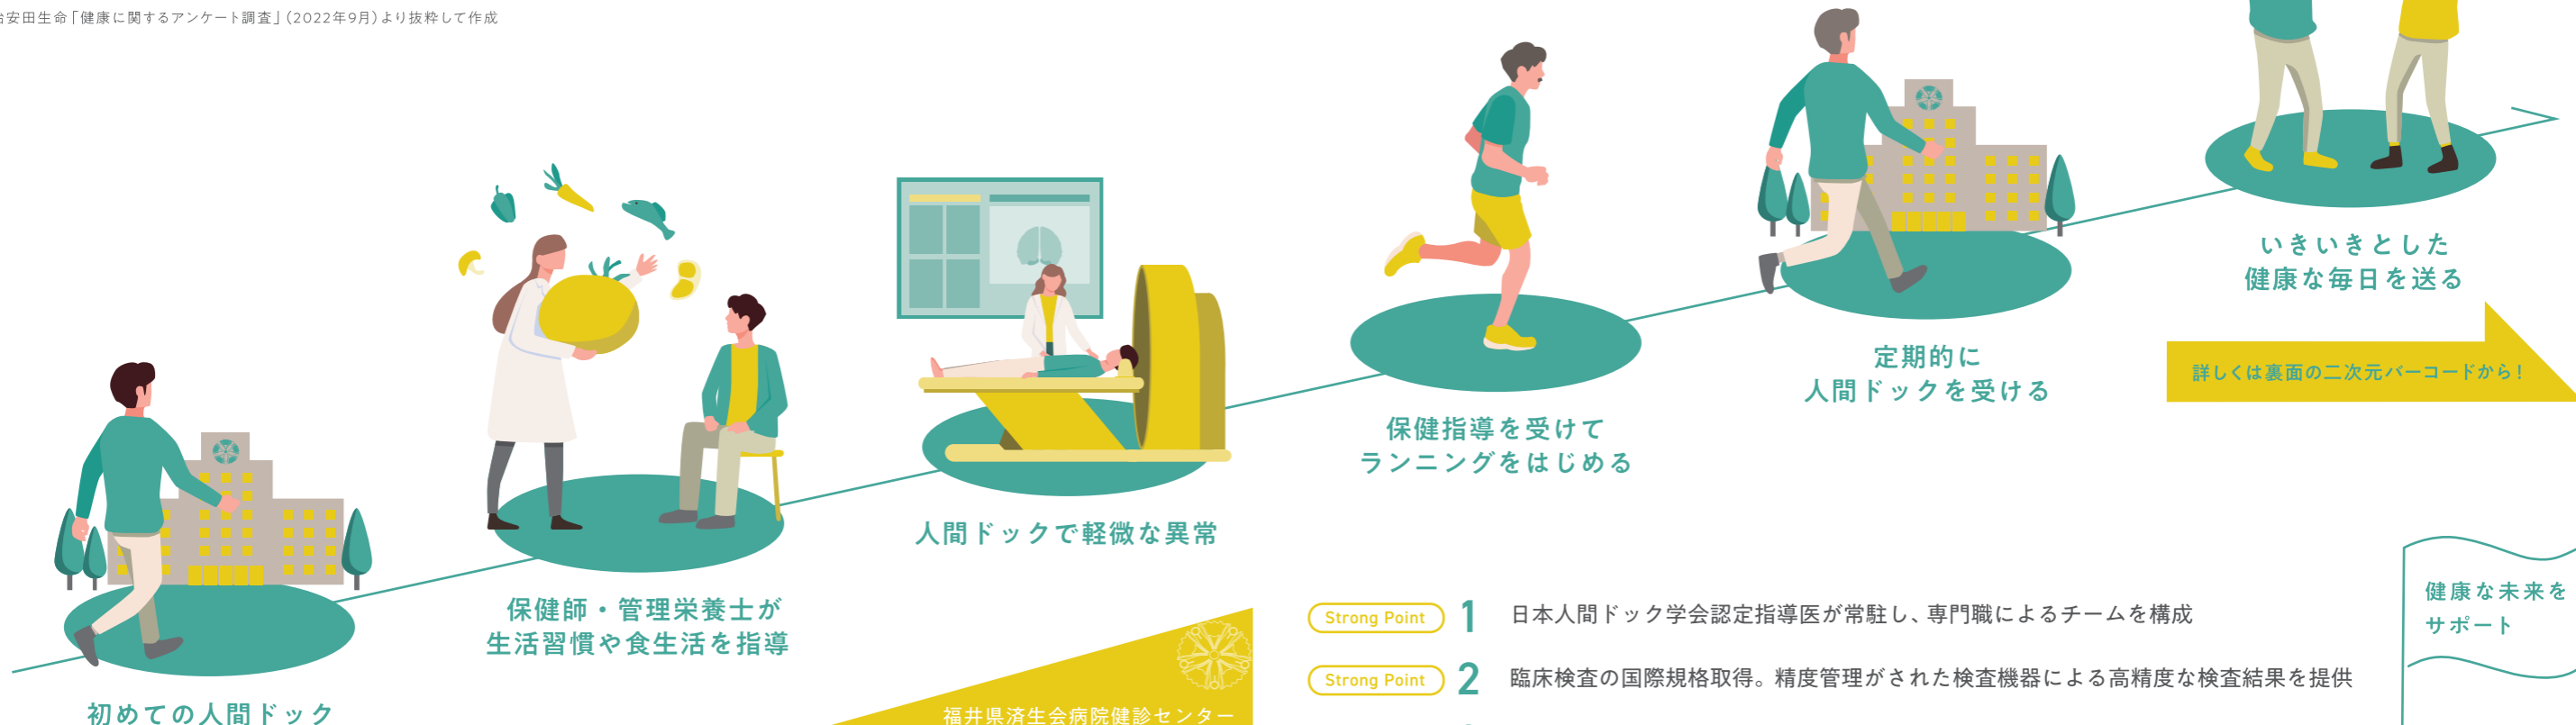 安田生命「健康に関するアンケート調査」（2022年9月）より抜粋して作成
初めての人間ドック
保健師・管理栄養士が
生活習慣や食生活を指導
人間ドックで軽微な異常
保健指導を受けて
ランニングをはじめる
定期的に
人間ドックを受ける
いきいきとした
健康な毎日を送る
詳しくは裏面の二次元バーコードから！
福井県済生会病院健診センター
Strong Point 1 日本人間ドック学会認定指導医が常駐し、専門職によるチームを構成
Strong Point 2 臨床検査の国際規格取得。精度管理がされた検査機器による高精度な検査結果を提供
健康な未来を
サポート